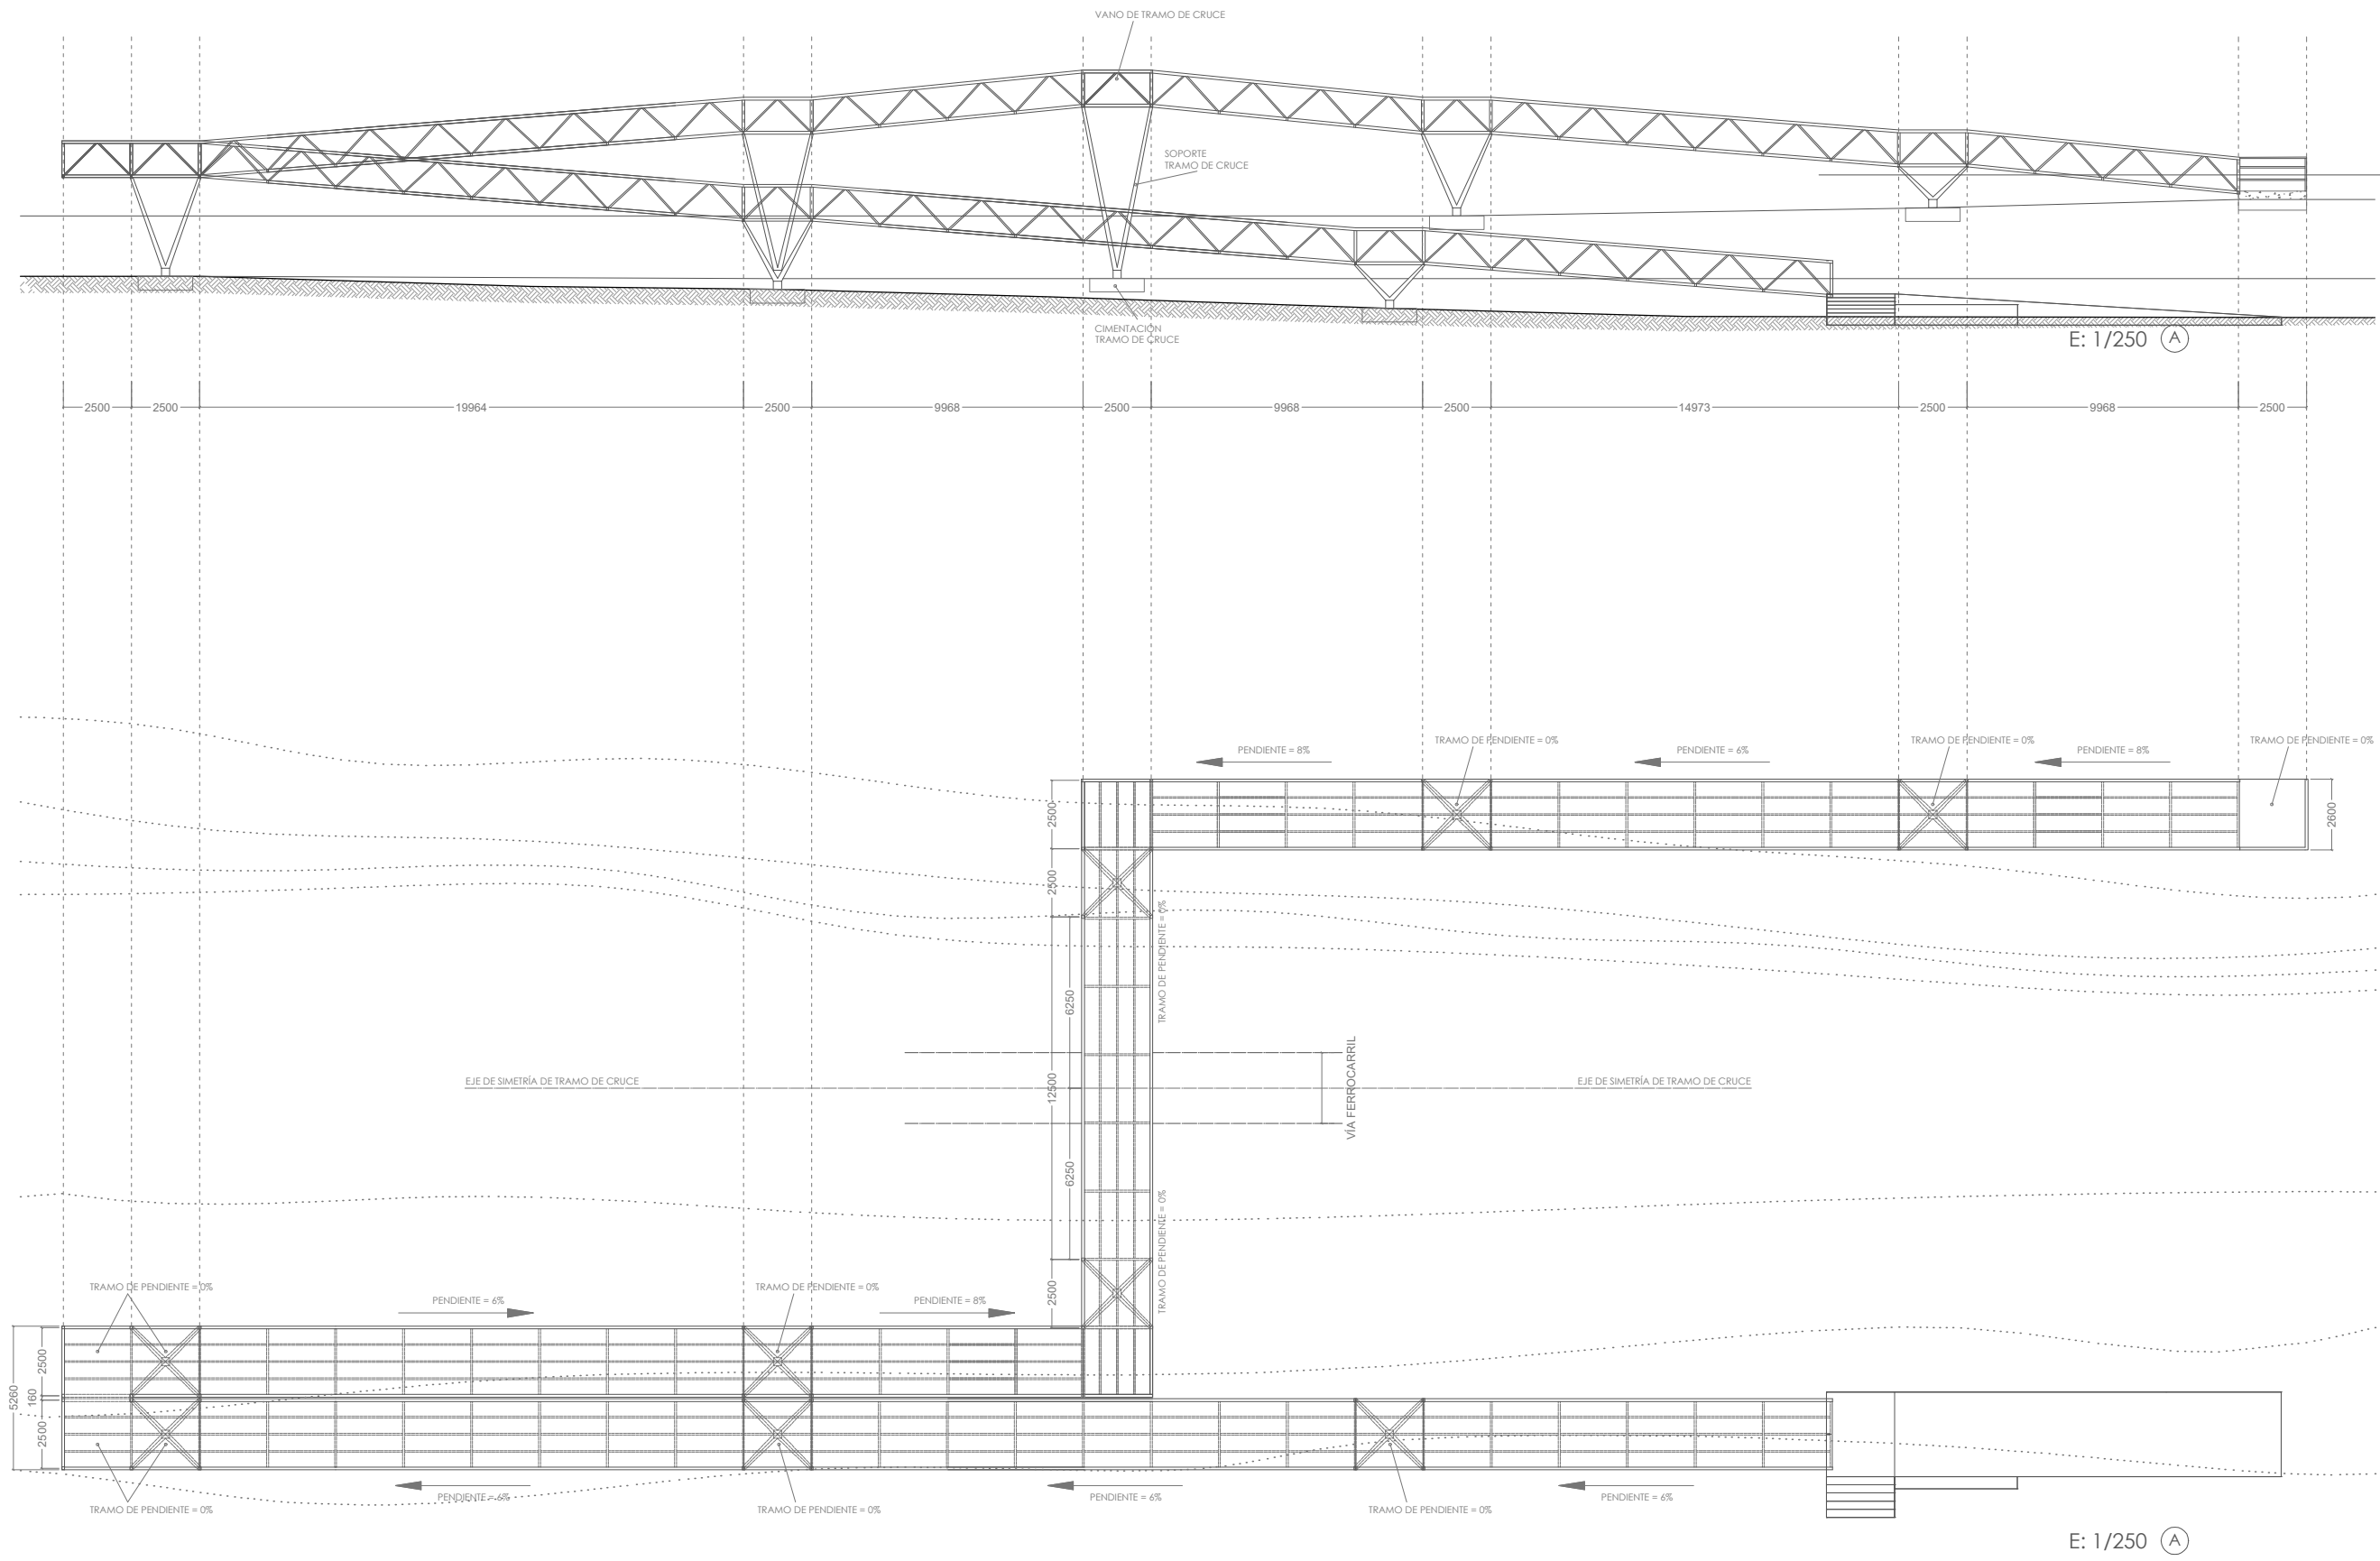 VANO DE TRAMO DE CRUCE
SOPORTE
TRAMO DE CRUCE
CIMENTACIÓN
TRAMO DE CRUCE
E: 1/250 A
2500
2500
19964
2500
9968
2500
9968
2500
14973
2500
9968
2500
PENDIENTE = 8%
TRAMO DE PENDIENTE = 0%
PENDIENTE = 6%
TRAMO DE PENDIENTE = 0%
PENDIENTE = 8%
TRAMO DE PENDIENTE = 0%
2500
2600
2500
TRAMO DE PENDIENTE = 0%
6250
12500
EJE DE SIMETRÍA DE TRAMO DE CRUCE
VÍA FERROCARRIL
EJE DE SIMETRÍA DE TRAMO DE CRUCE
6250
TRAMO DE PENDIENTE = 0%
2500
TRAMO DE PENDIENTE = 0%
PENDIENTE = 6%
TRAMO DE PENDIENTE = 0%
PENDIENTE = 8%
2500
160
5260
2500
TRAMO DE PENDIENTE = 0%
PENDIENTE = 6%
TRAMO DE PENDIENTE = 0%
PENDIENTE = 6%
TRAMO DE PENDIENTE = 0%
PENDIENTE = 6%
E: 1/250 A